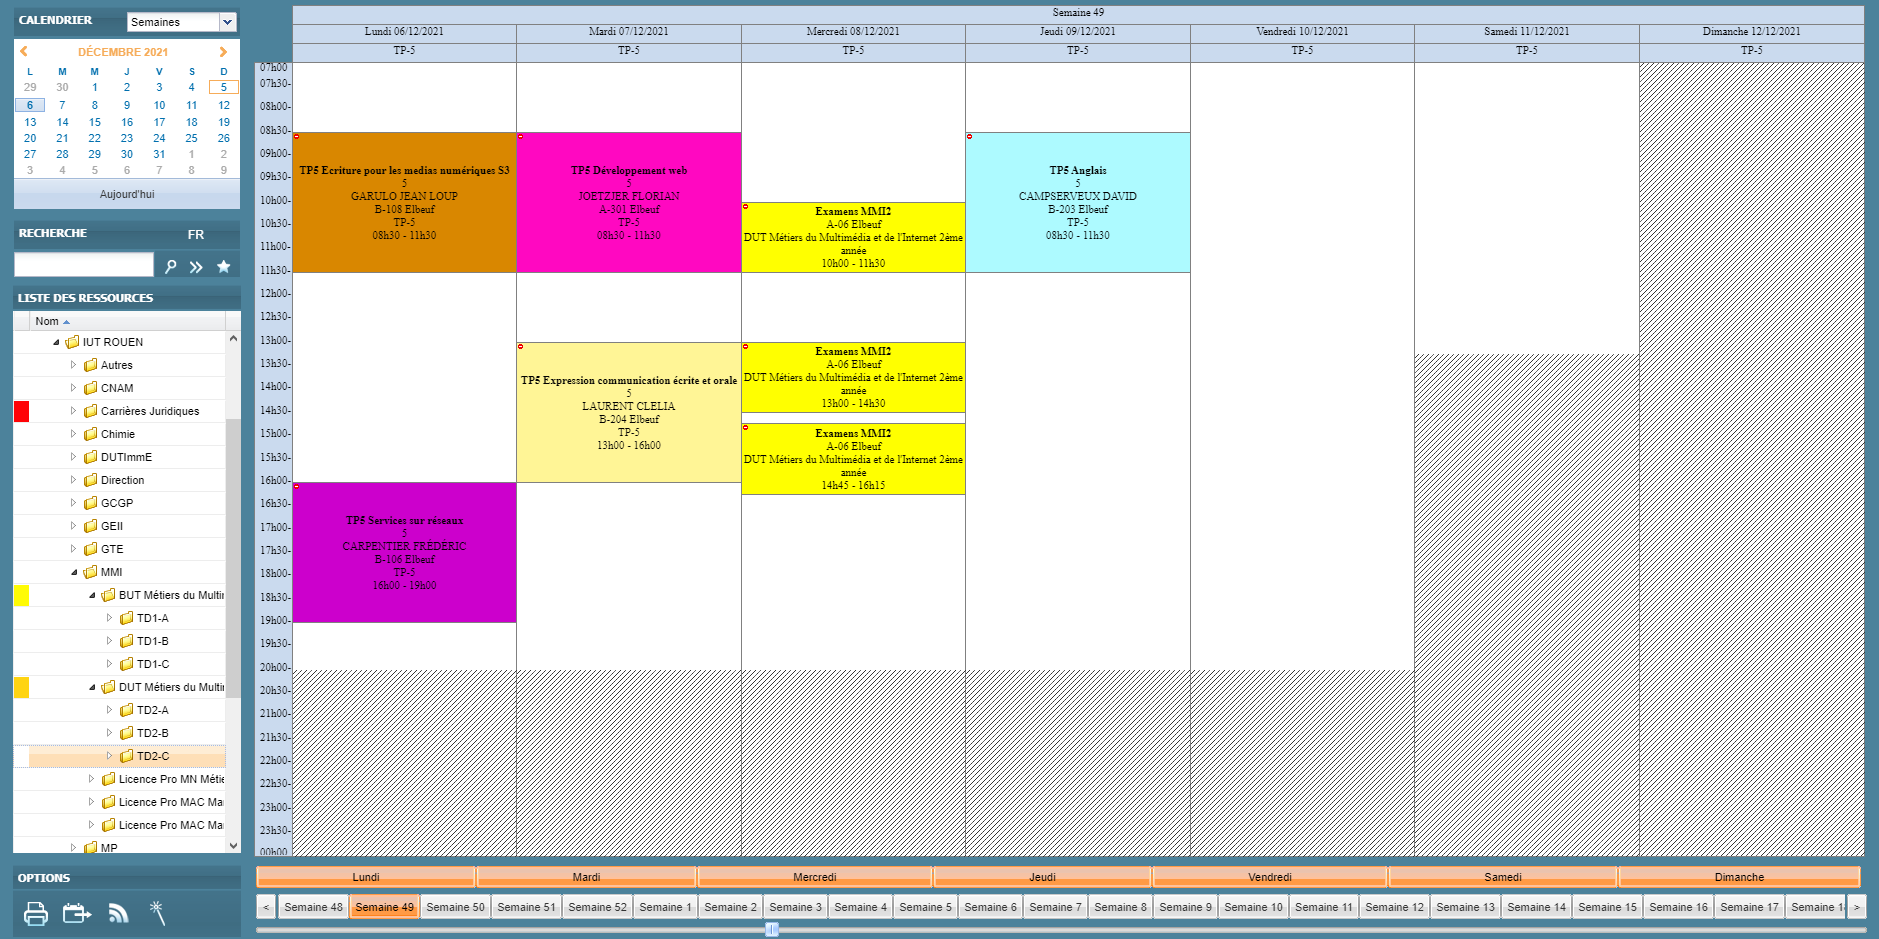 CALENDRIER
Semaines
DÉCEMBRE 2021
L M M J V S D
29 30 1 2 3 4 5
6 7 8 9 10 11 12
13 14 15 16 17 18 19
20 21 22 23 24 25 26
27 28 29 30 31 1 2
3 4 5 6 7 8 9
Aujourd'hui
RECHERCHE FR
LISTE DES RESSOURCES
Nom
IUT ROUEN
Autres
CNAM
Carrières Juridiques
Chimie
DUTImmE
Direction
GCGP
GEII
GTE
MMI
BUT Métiers du Multi
TD1-A
TD1-B
TD1-C
DUT Métiers du Multi
TD2-A
TD2-B
TD2-C
Licence Pro MN Métie
Licence Pro MAC Ma
Licence Pro MAC Ma
MP
OPTIONS
Semaine 49
Lundi 06/12/2021 Mardi 07/12/2021 Mercredi 08/12/2021 Jeudi 09/12/2021 Vendredi 10/12/2021 Samedi 11/12/2021 Dimanche 12/12/2021
TP-5 TP-5 TP-5 TP-5 TP-5 TP-5 TP-5
07h00
07h30-
08h00-
08h30-
09h00-
09h30-
10h00-
10h30-
11h00-
11h30-
12h00-
12h30-
13h00-
13h30-
14h00-
14h30-
15h00-
15h30-
16h00-
16h30-
17h00-
17h30-
18h00-
18h30-
19h00-
19h30-
20h00-
20h30-
21h00-
21h30-
22h00-
22h30-
23h00-
23h30-
00h00
TP5 Ecriture pour les medias numériques S3
5
GARULO JEAN LOUP
B-108 Elbeuf
TP-5
08h30 - 11h30
TP5 Services sur réseaux
5
CARPENTIER FREDERIC
B-106 Elbeuf
TP-5
16h00 - 19h00
TP5 Développement web
5
JOETZJER FLORIAN
A-301 Elbeuf
TP-5
08h30 - 11h30
TP5 Expression communication écrite et orale
5
LAURENT CLELIA
B-204 Elbeuf
TP-5
13h00 - 16h00
Examens MMI2
A-06 Elbeuf
DUT Métiers du Multimédia et de l'Internet 2ème
année
10h00 - 11h30
Examens MMI2
A-06 Elbeuf
DUT Métiers du Multimédia et de l'Internet 2ème
année
13h00 - 14h30
Examens MMI2
A-06 Elbeuf
DUT Métiers du Multimédia et de l'Internet 2ème
année
14h45 - 16h15
TP5 Anglais
5
CAMPSERVEUX DAVID
B-203 Elbeuf
TP-5
08h30 - 11h30
Lundi Mardi Mercredi Jeudi Vendredi Samedi Dimanche
< Semaine 48 Semaine 49 Semaine 50 Semaine 51 Semaine 52 Semaine 1 Semaine 2 Semaine 3 Semaine 4 Semaine 5 Semaine 6 Semaine 7 Semaine 8 Semaine 9 Semaine 10 Semaine 11 Semaine 12 Semaine 13 Semaine 14 Semaine 15 Semaine 16 Semaine 17 Semaine >